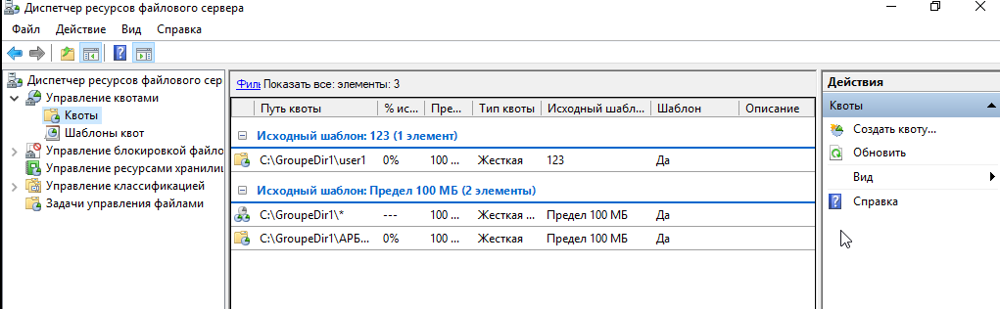 Диспетчер ресурсов файлового сервера
Файл Действие Вид Справка
Диспетчер ресурсов файлового сер
Управление квотами
Квоты
Шаблоны квот
Управление блокировкой файло
Управление ресурсами хранилищ
Управление классификацией
Задачи управления файлами
Филь Показать все: элементы: 3
Путь квоты % ис... Пре... Тип квоты Исходный шабл... Шаблон Описание
Исходный шаблон: 123 (1 элемент)
C:\GroupeDir1\user1 0% 100 ... Жесткая 123 Да
Исходный шаблон: Предел 100 МБ (2 элементы)
C:\GroupeDir1\* --- 100 ... Жесткая ... Предел 100 МБ Да
C:\GroupeDir1\АРБ... 0% 100 ... Жесткая Предел 100 МБ Да
Действия
Квоты
Создать квоту...
Обновить
Вид
Справка